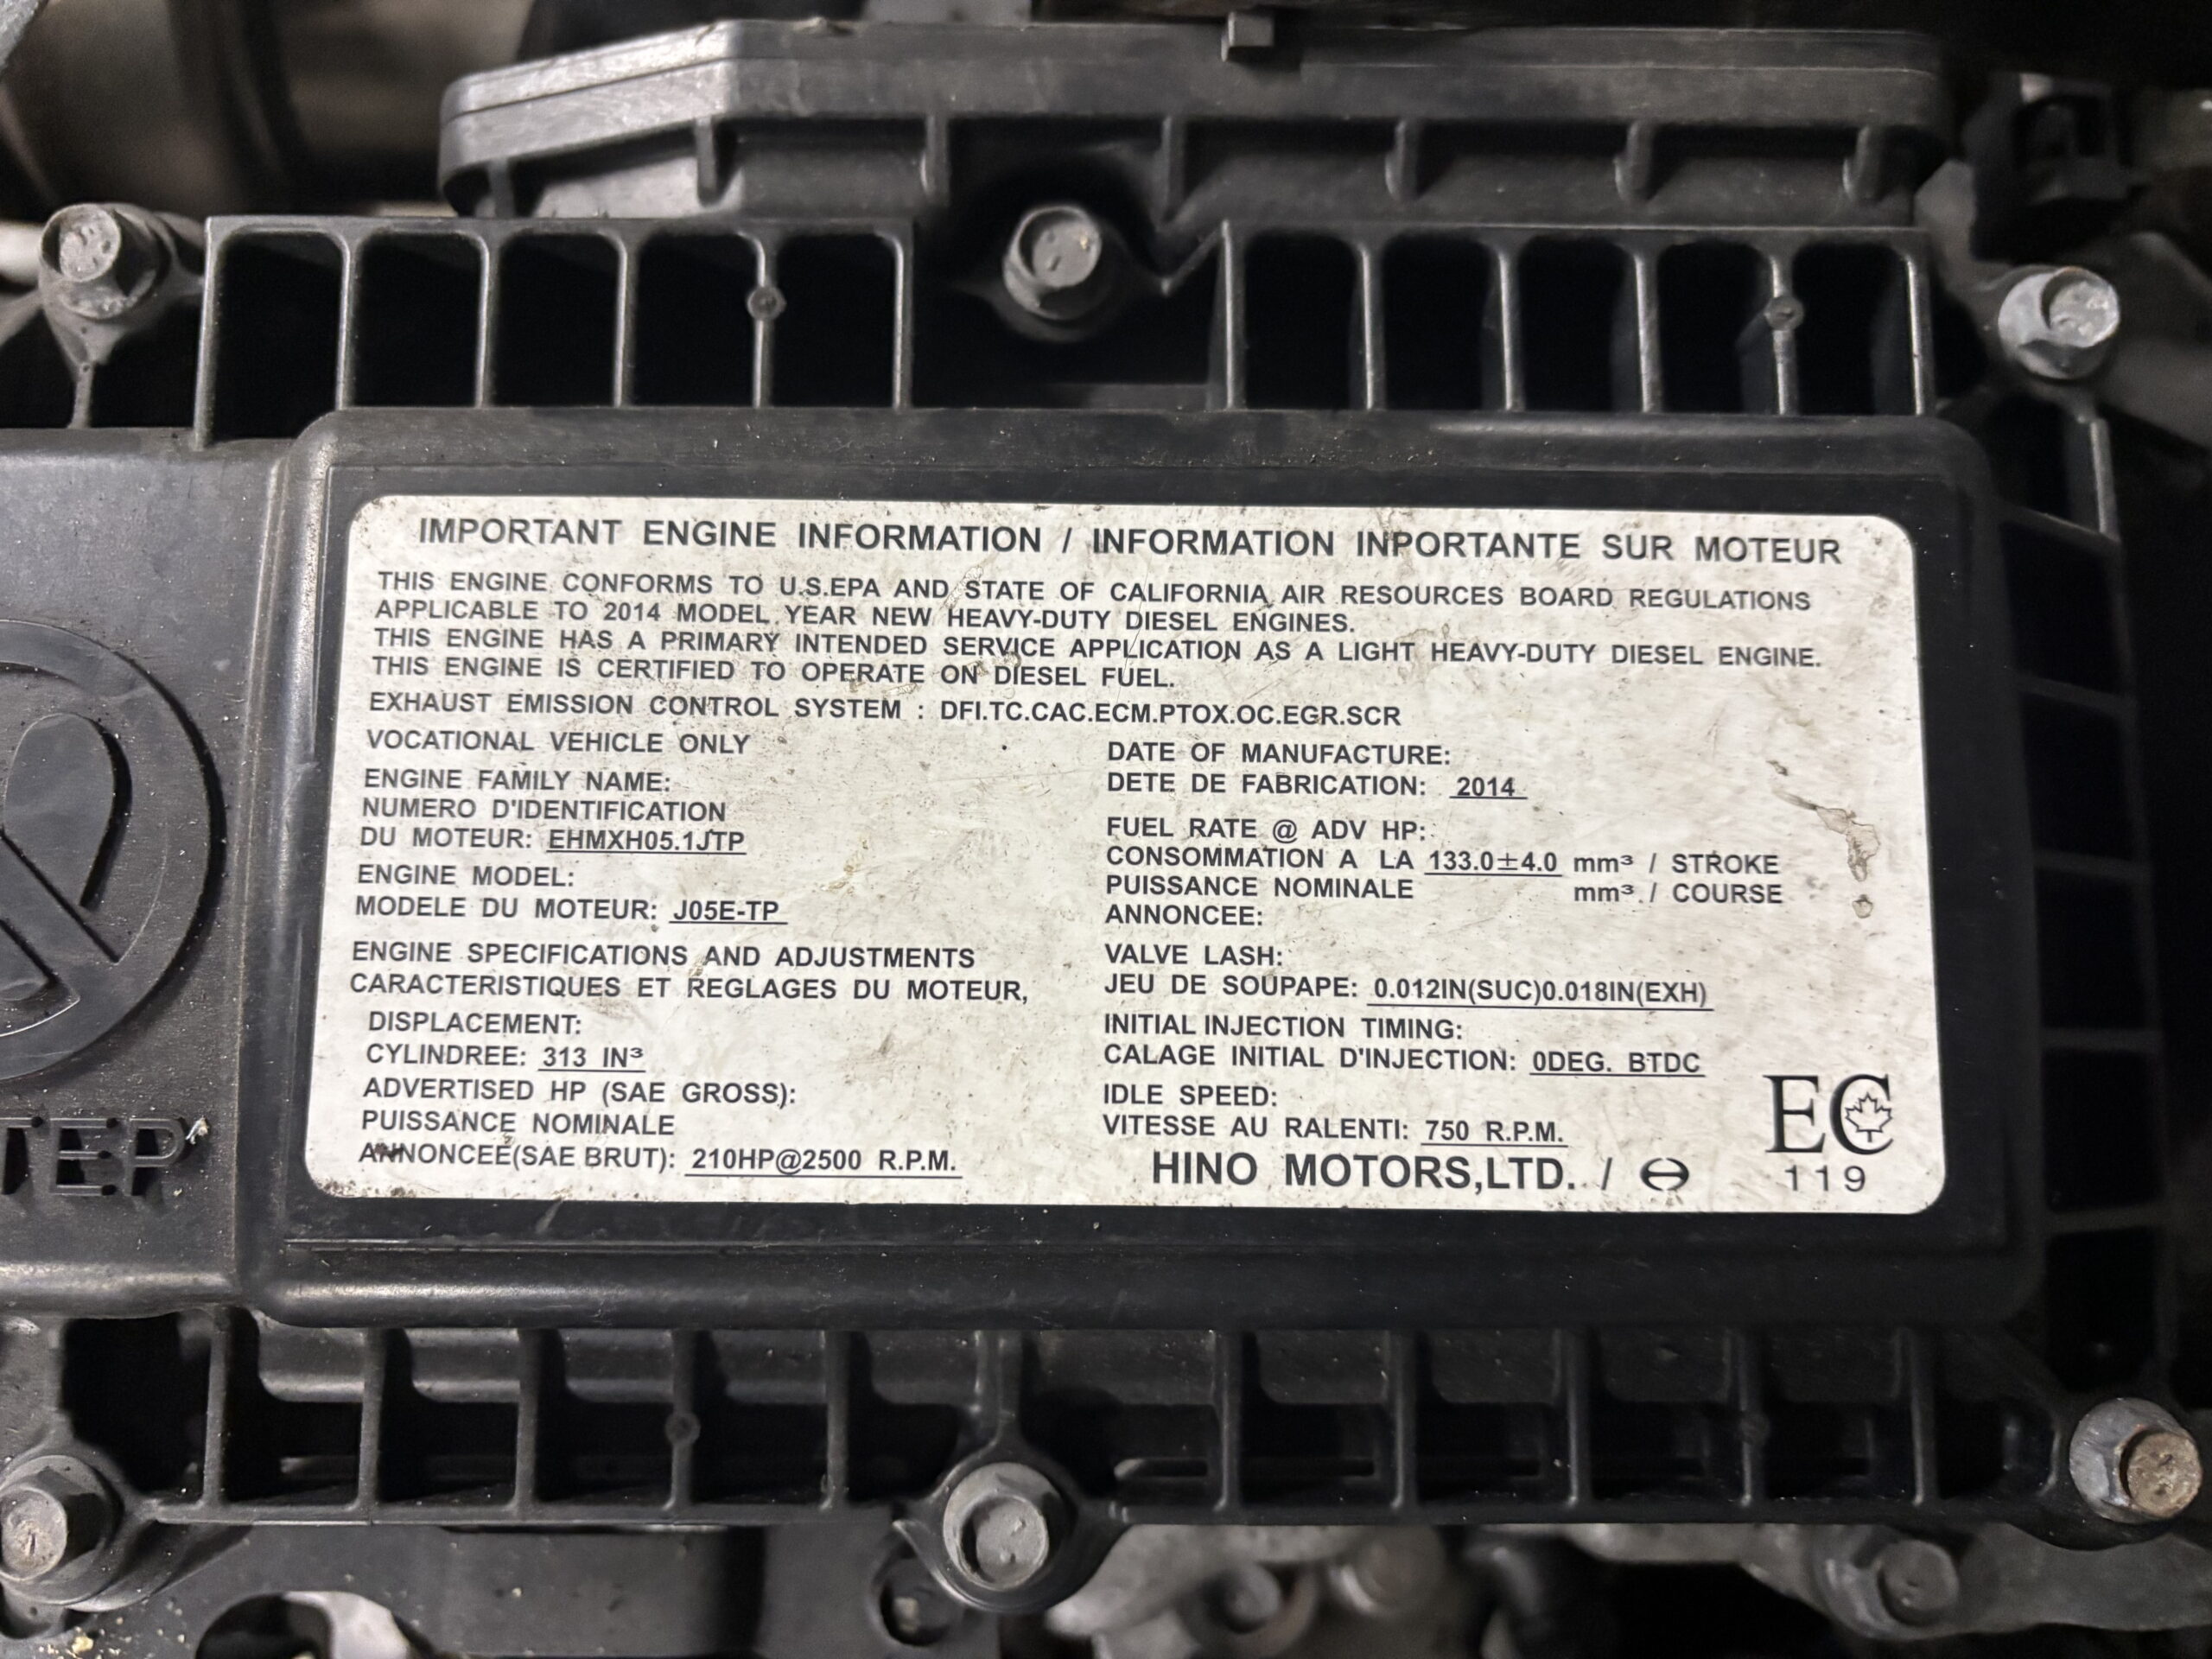 IMPORTANT ENGINE INFORMATION / INFORMATION INPORTANTE SUR MOTEUR
THIS ENGINE CONFORMS TO U.S.EPA AND STATE OF CALIFORNIA AIR RESOURCES BOARD REGULATIONS
APPLICABLE TO 2014 MODEL YEAR NEW HEAVY-DUTY DIESEL ENGINES.
THIS ENGINE HAS A PRIMARY INTENDED SERVICE APPLICATION AS A LIGHT HEAVY-DUTY DIESEL ENGINE.
THIS ENGINE IS CERTIFIED TO OPERATE ON DIESEL FUEL.
EXHAUST EMISSION CONTROL SYSTEM : DFI.TC.CAC.ECM.PTOX.OC.EGR.SCR
VOCATIONAL VEHICLE ONLY
ENGINE FAMILY NAME:
NUMERO D'IDENTIFICATION
DU MOTEUR: EHMXH05.1JTP
ENGINE MODEL:
MODELE DU MOTEUR: J05E-TP
ENGINE SPECIFICATIONS AND ADJUSTMENTS
CARACTERISTIQUES ET REGLAGES DU MOTEUR,
DISPLACEMENT:
CYLINDREE: 313 IN³
ADVERTISED HP (SAE GROSS):
PUISSANCE NOMINALE
ANNONCEE(SAE BRUT): 210HP@2500 R.P.M.
DATE OF MANUFACTURE:
DETE DE FABRICATION: 2014
FUEL RATE @ ADV HP:
CONSOMMATION A LA 133.0±4.0 mm³ / STROKE
PUISSANCE NOMINALE mm³ / COURSE
ANNONCEE:
VALVE LASH:
JEU DE SOUPAPE: 0.012IN(SUC)0.018IN(EXH)
INITIAL INJECTION TIMING:
CALAGE INITIAL D'INJECTION: 0DEG. BTDC
IDLE SPEED:
VITESSE AU RALENTI: 750 R.P.M.
HINO MOTORS,LTD. /
EC
119
TEP